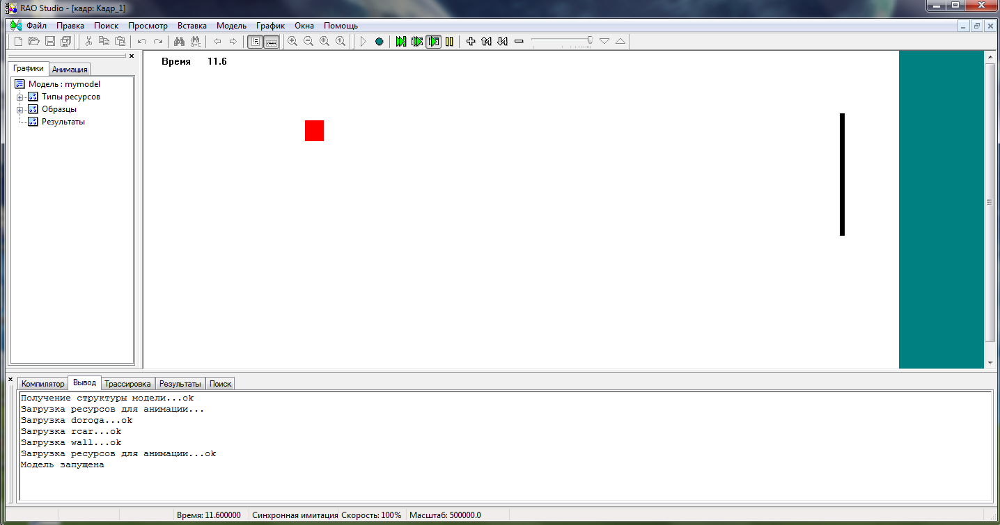 RAO Studio - [кадр: Кадр_1]
Файл Правка Поиск Просмотр Вставка Модель График Окна Помощь
Графики Анимация
Модель : mymodel
Типы ресурсов
Образцы
Результаты
Время 11.6
Компилятор Вывод Трассировка Результаты Поиск
Получение структуры модели...ok
Загрузка ресурсов для анимации...
Загрузка doroga...ok
Загрузка rcar...ok
Загрузка wall...ok
Загрузка ресурсов для анимации...ok
Модель запущена
Время: 11.600000 Синхронная имитация Скорость: 100% Масштаб: 500000.0